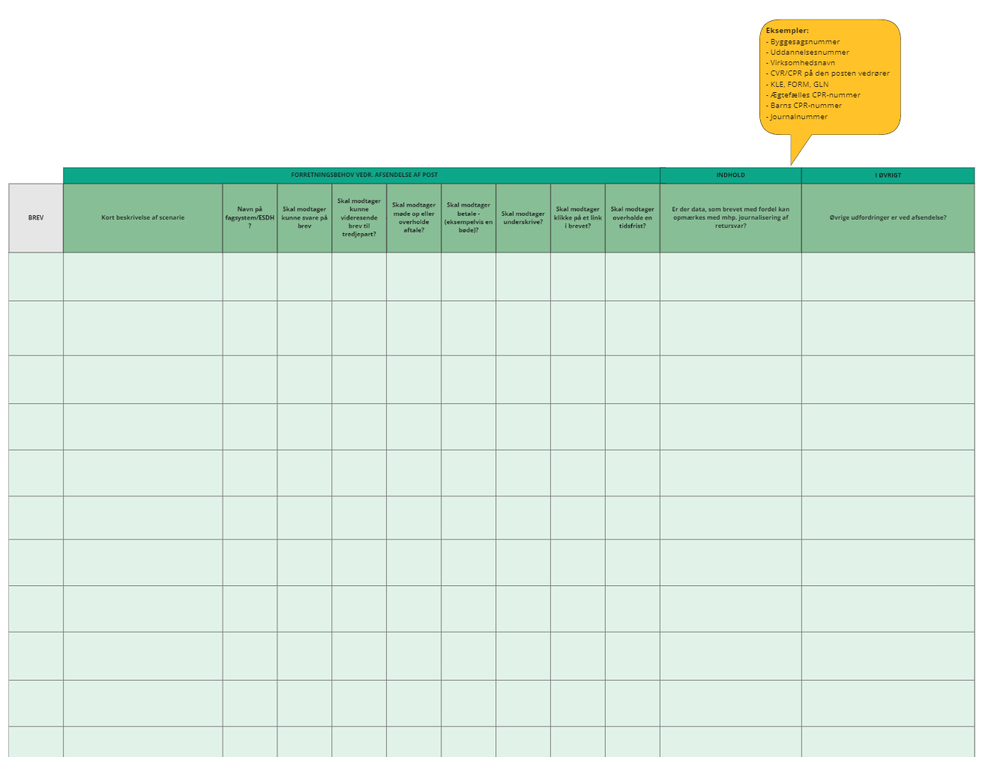 Eksempler:
- Byggesagsnummer
- Uddannelsesnummer
- Virksomhedsnavn
- CVR/CPR på den posten vedrører
- KLE, FORM, GLN
- Ægtefælles CPR-nummer
- Barns CPR-nummer
- Journalnummer
FORRETNINGSBEHOV VEDR. AFSENDELSE AF POST
INDHOLD
I ØVRIGT
BREV
Kort beskrivelse af scenarie
Navn på
fagsystem/ESDH
?
Skal modtager
kunne svare på
brev
Skal modtager
kunne
videresende
brev til
tredjepart?
Skal modtager
møde op eller
overholde
aftale?
Skal modtager
betale -
(eksempelvis en
bøde)?
Skal modtager
underskrive?
Skal modtager
klikke på et link
i brevet?
Skal modtager
overholde en
tidsfrist?
Er der data, som brevet med fordel kan
opmærkes med mhp. journalisering af
retursvar?
Øvrige udfordringer er ved afsendelse?